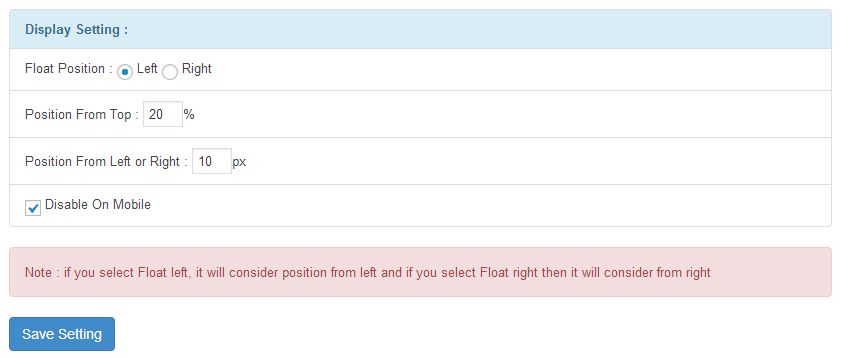 Display Setting :
Float Position : Left Right
Position From Top : 20 %
Position From Left or Right : 10 px
Disable On Mobile
Note : if you select Float left, it will consider position from left and if you select Float right then it will consider from right
Save Setting